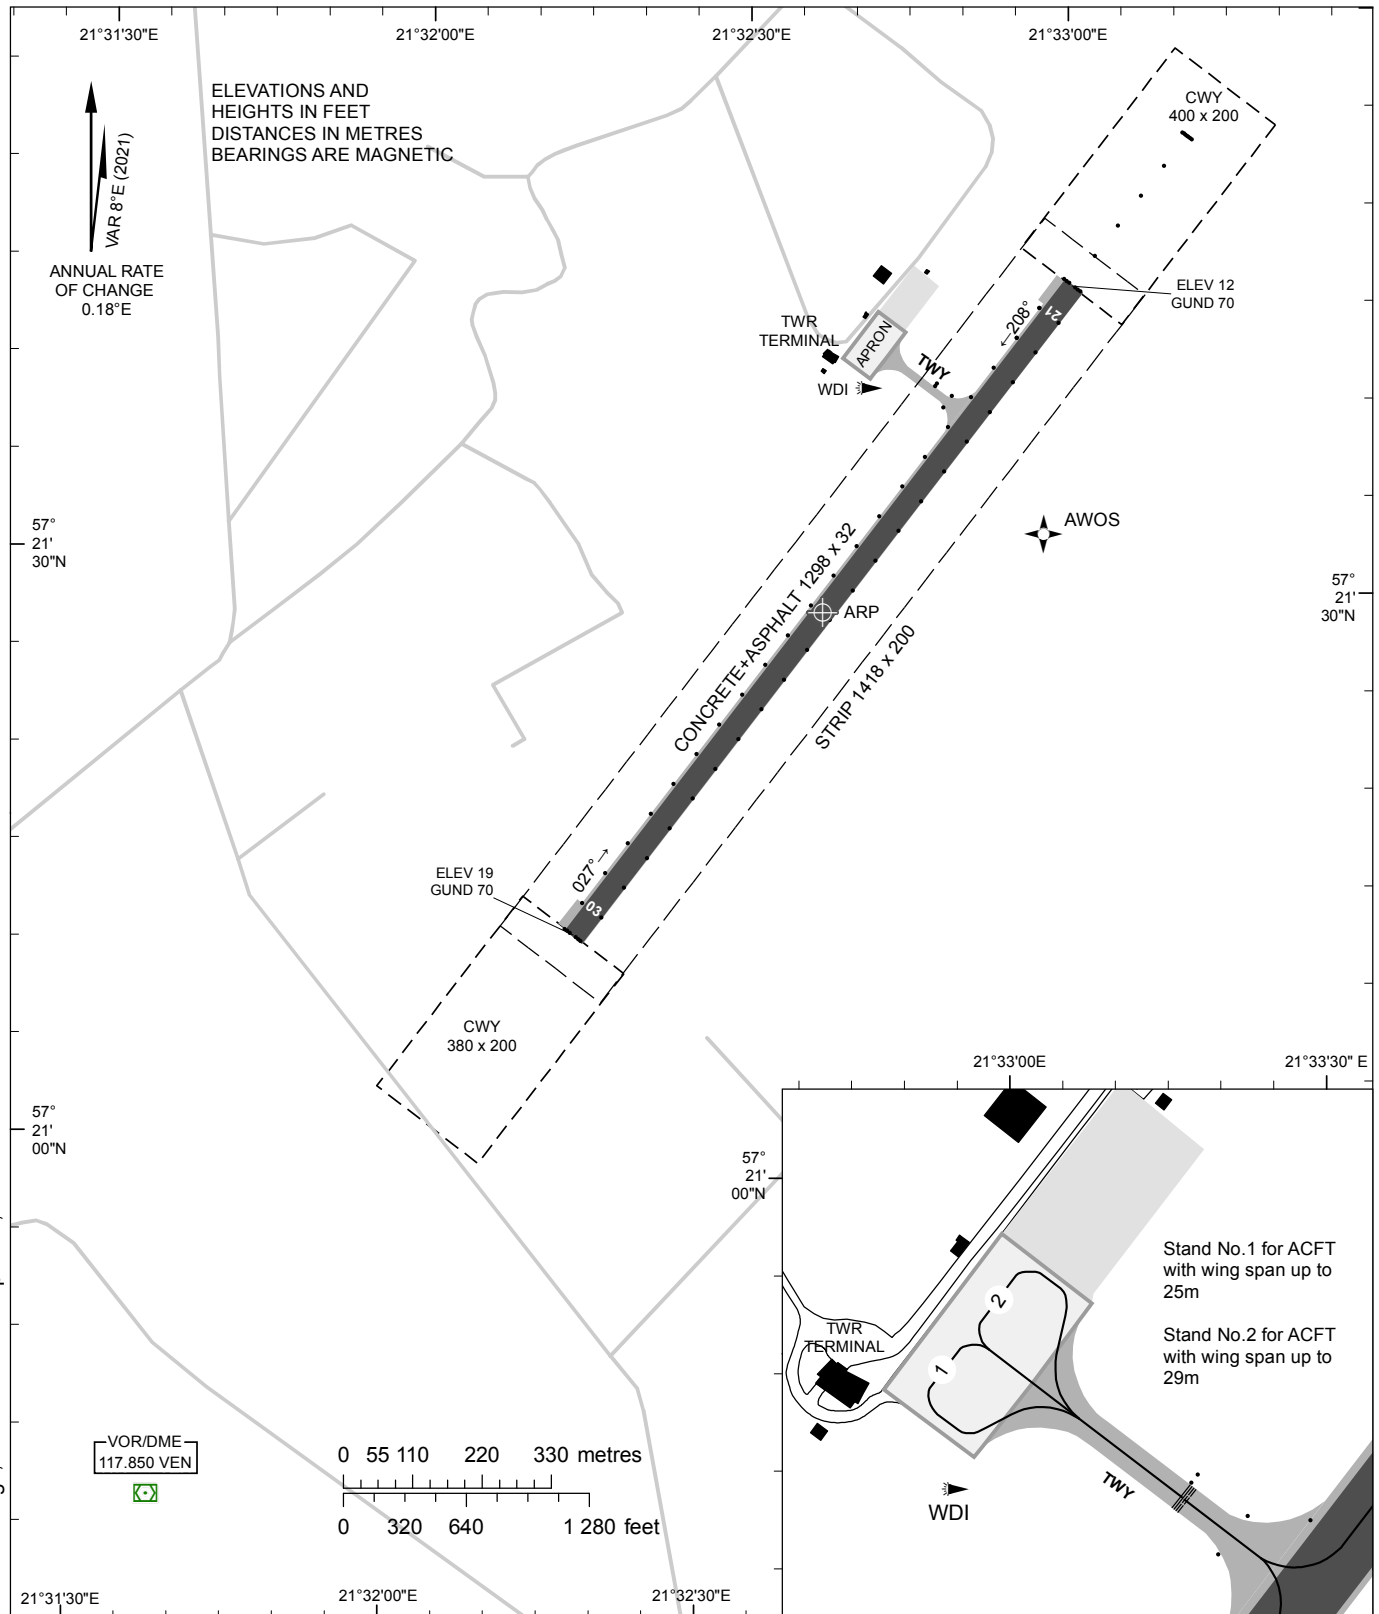 21°31'30"E
21°32'00"E
21°32'30"E
21°33'00"E
ELEVATIONS AND
HEIGHTS IN FEET
DISTANCES IN METRES
BEARINGS ARE MAGNETIC
VAR 8°E (2021)
ANNUAL RATE
OF CHANGE
0.18°E
CWY
400 x 200
ELEV 12
GUND 70
21
←208°
TWR
TERMINAL
APRON
TWY
WDI
57°
21'
30"N
AWOS
57°
21'
30"N
CONCRETE+ASPHALT 1298 x 32
ARP
STRIP 1418 x 200
027°→
ELEV 19
GUND 70
03
CWY
380 x 200
57°
21'
00"N
21°33'00E
21°33'30" E
57°
21'
00"N
Stand No.1 for ACFT
with wing span up to
25m
Stand No.2 for ACFT
with wing span up to
29m
2
1
TWR
TERMINAL
TWY
WDI
VOR/DME
117.850 VEN
0 55 110 220 330 metres
0 320 640 1 280 feet
21°31'30"E
21°32'00"E
21°32'30"E